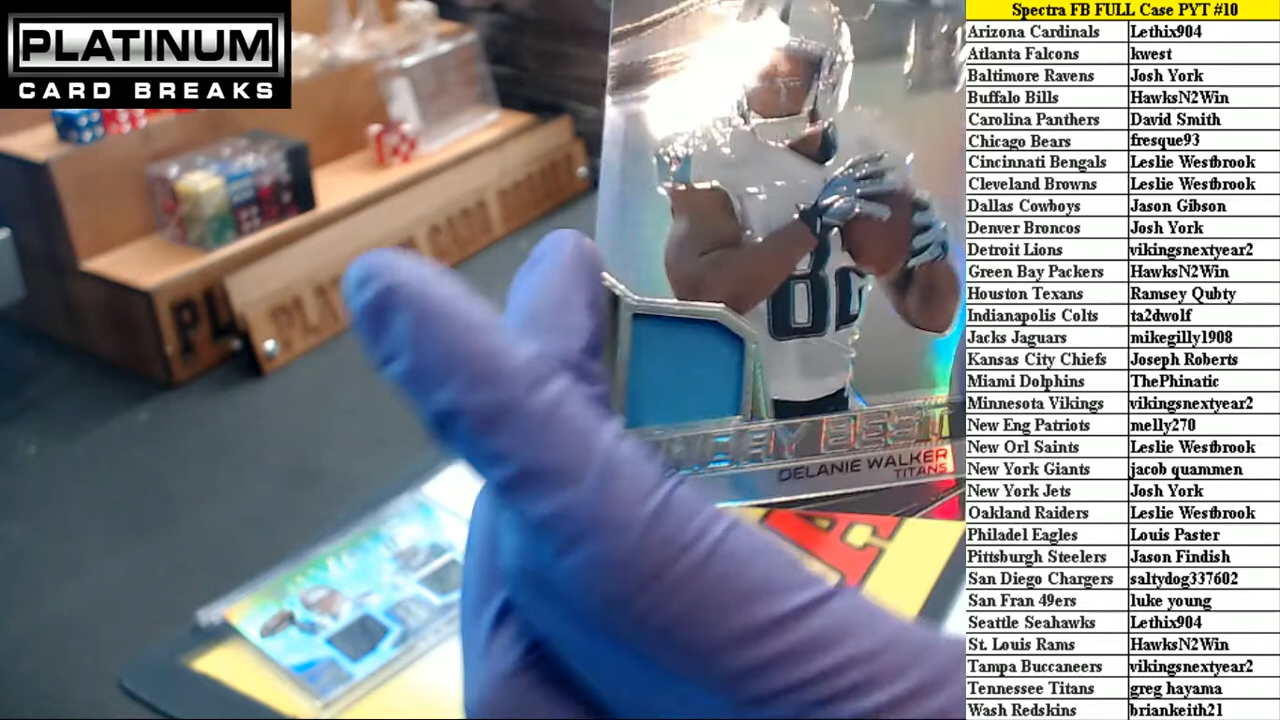 PLATINUM
CARD BREAKS
BEST
DELANIE WALKER
TITANS
Spectra FB FULL Case PYT #10
Arizona Cardinals Lethix904
Atlanta Falcons kwest
Baltimore Ravens Josh York
Buffalo Bills HawksN2Win
Carolina Panthers David Smith
Chicago Bears fresque93
Cincinnati Bengals Leslie Westbrook
Cleveland Browns Leslie Westbrook
Dallas Cowboys Jason Gibson
Denver Broncos Josh York
Detroit Lions vikingsnextyear2
Green Bay Packers HawksN2Win
Houston Texans Ramsey Qubty
Indianapolis Colts ta2dwolf
Jacks Jaguars mikegilly1908
Kansas City Chiefs Joseph Roberts
Miami Dolphins ThePhinatic
Minnesota Vikings vikingsnextyear2
New Eng Patriots melly270
New Orl Saints Leslie Westbrook
New York Giants jacob quammen
New York Jets Josh York
Oakland Raiders Leslie Westbrook
Philadel Eagles Louis Paster
Pittsburgh Steelers Jason Findish
San Diego Chargers saltydog337602
San Fran 49ers luke young
Seattle Seahawks Lethix904
St. Louis Rams HawksN2Win
Tampa Buccaneers vikingsnextyear2
Tennessee Titans greg hayama
Wash Redskins briankeith21